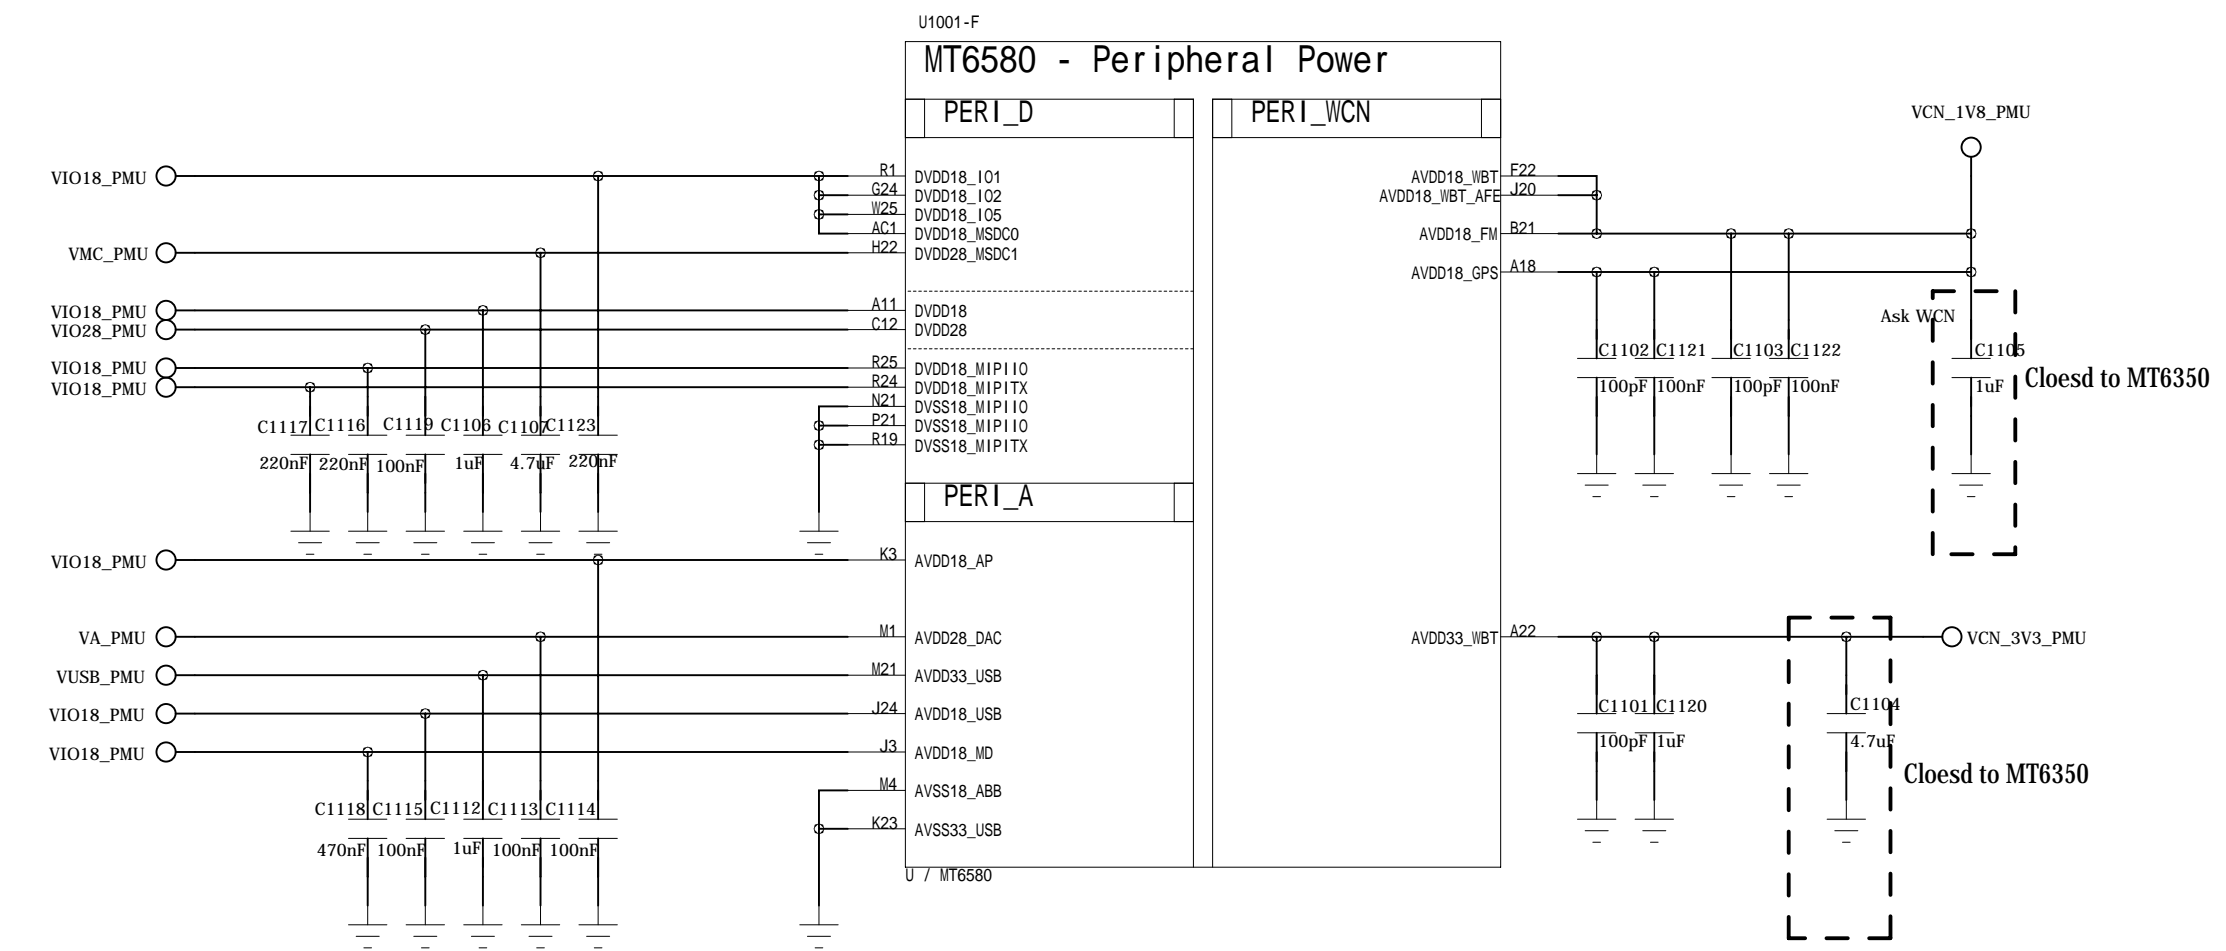 U1001-F
MT6580 - Peripheral Power
PERI_D
PERI_WCN
VCN_1V8_PMU
VIO18_PMU
R1 DVDD18_IO1
G24 DVDD18_IO2
W25 DVDD18_IO5
AC1 DVDD18_MSDC0
VMC_PMU
H22 DVDD28_MSDC1
VIO18_PMU
A11 DVDD18
VIO28_PMU
C12 DVDD28
VIO18_PMU
R25 DVDD18_MIPIIO
VIO18_PMU
R24 DVDD18_MIPITX
N21 DVSS18_MIPIIO
P21 DVSS18_MIPIIO
R19 DVSS18_MIPITX
C1117 C1116 C1119 C1106 C1107 C1123
220nF 220nF 100nF 1uF 4.7uF 220nF
AVDD18_WBT F22
AVDD18_WBT_AFE J20
AVDD18_FM B21
AVDD18_GPS A18
Ask WCN
C1102 C1121 C1103 C1122 C1105
100pF 100nF 100pF 100nF 1uF
Cloesd to MT6350
PERI_A
VIO18_PMU
K3 AVDD18_AP
VA_PMU
M1 AVDD28_DAC
VUSB_PMU
M21 AVDD33_USB
VIO18_PMU
J24 AVDD18_USB
VIO18_PMU
J3 AVDD18_MD
M4 AVSS18_ABB
K23 AVSS33_USB
C1118 C1115 C1112 C1113 C1114
470nF 100nF 1uF 100nF 100nF
AVDD33_WBT A22
VCN_3V3_PMU
C1101 C1120 C1104
100pF 1uF 4.7uF
Cloesd to MT6350
U / MT6580